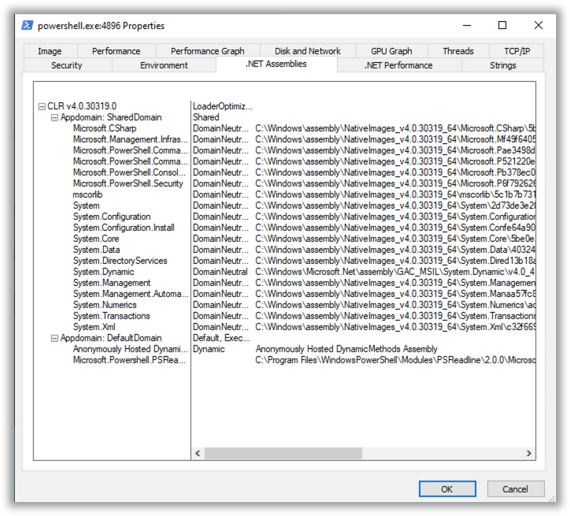 powershell.exe:4896 Properties
Image Performance Performance Graph Disk and Network GPU Graph Threads TCP/IP
Security Environment .NET Assemblies .NET Performance Strings
CLR v4.0.30319.0 LoaderOptimiz...
Appdomain: SharedDomain Shared
Microsoft.CSharp DomainNeutr... C:\Windows\assembly\NativeImages_v4.0.30319_64\Microsoft.CSharp\5b
Microsoft.Management.Infras... DomainNeutr... C:\Windows\assembly\NativeImages_v4.0.30319_64\Microsoft.Mf49f6405
Microsoft.PowerShell.Comma... DomainNeutr... C:\Windows\assembly\NativeImages_v4.0.30319_64\Microsoft.Pae3498d
Microsoft.PowerShell.Comma... DomainNeutr... C:\Windows\assembly\NativeImages_v4.0.30319_64\Microsoft.P521220e
Microsoft.PowerShell.Consol... DomainNeutr... C:\Windows\assembly\NativeImages_v4.0.30319_64\Microsoft.Pb378ec0
Microsoft.PowerShell.Security DomainNeutr... C:\Windows\assembly\NativeImages_v4.0.30319_64\Microsoft.P6f792626
mscorlib DomainNeutr... C:\Windows\assembly\NativeImages_v4.0.30319_64\mscorlib\5c1b7b731
System DomainNeutr... C:\Windows\assembly\NativeImages_v4.0.30319_64\System\2d73de3e20
System.Configuration DomainNeutr... C:\Windows\assembly\NativeImages_v4.0.30319_64\System.Configuration
System.Configuration.Install DomainNeutr... C:\Windows\assembly\NativeImages_v4.0.30319_64\System.Confe64a90
System.Core DomainNeutr... C:\Windows\assembly\NativeImages_v4.0.30319_64\System.Core\5be0e
System.Data DomainNeutr... C:\Windows\assembly\NativeImages_v4.0.30319_64\System.Data\40324
System.DirectoryServices DomainNeutr... C:\Windows\assembly\NativeImages_v4.0.30319_64\System.Dired13b18a
System.Dynamic DomainNeutral C:\Windows\Microsoft.Net\assembly\GAC_MSIL\System.Dynamic\v4.0_4
System.Management DomainNeutr... C:\Windows\assembly\NativeImages_v4.0.30319_64\System.Managemen
System.Management.Automa... DomainNeutr... C:\Windows\assembly\NativeImages_v4.0.30319_64\System.Manaa57fc8
System.Numerics DomainNeutr... C:\Windows\assembly\NativeImages_v4.0.30319_64\System.Numerics\ac
System.Transactions DomainNeutr... C:\Windows\assembly\NativeImages_v4.0.30319_64\System.Transactions
System.Xml DomainNeutr... C:\Windows\assembly\NativeImages_v4.0.30319_64\System.Xml\c32f669
Appdomain: DefaultDomain Default, Exec...
Anonymously Hosted Dynami... Dynamic Anonymously Hosted DynamicMethods Assembly
Microsoft.Powershell.PSRea... C:\Program Files\WindowsPowerShell\Modules\PSReadline\2.0.0\Microso
OK Cancel